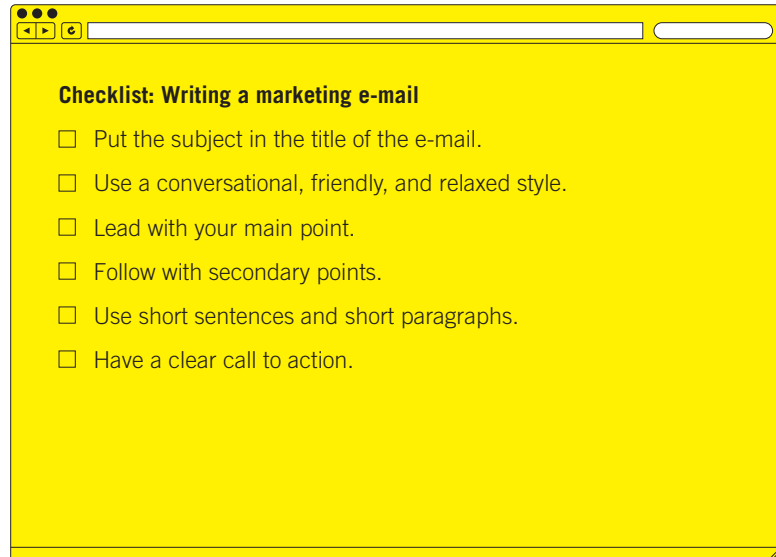 Checklist: Writing a marketing e-mail
Put the subject in the title of the e-mail.
Use a conversational, friendly, and relaxed style.
Lead with your main point.
Follow with secondary points.
Use short sentences and short paragraphs.
Have a clear call to action.